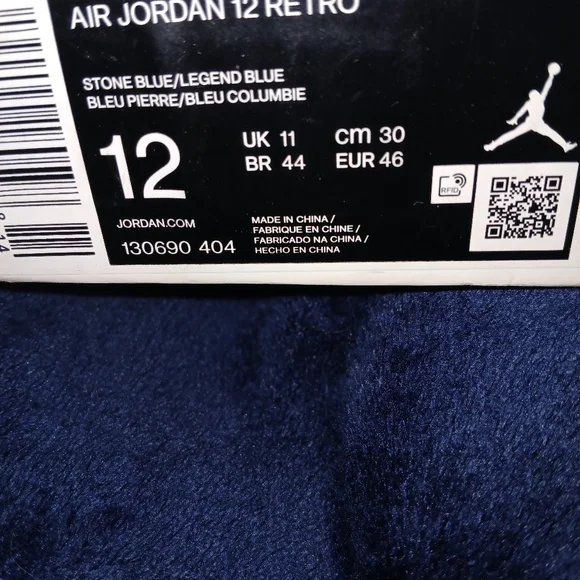 AIR JORDAN 12 RETRO
STONE BLUE/LEGEND BLUE
BLEU PIERRE/BLEU COLUMBIE
12
UK 11 cm 30
BR 44 EUR 46
RFID
JORDAN.COM
130690 404
MADE IN CHINA /
FABRIQUE EN CHINE /
FABRICADO NA CHINA /
HECHO EN CHINA